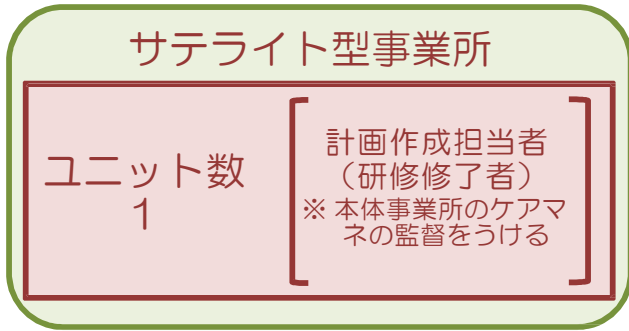 サテライト型事業所
ユニット数
1
計画作成担当者
（研修修了者）
※ 本体事業所のケアマ
ネの監督をうける